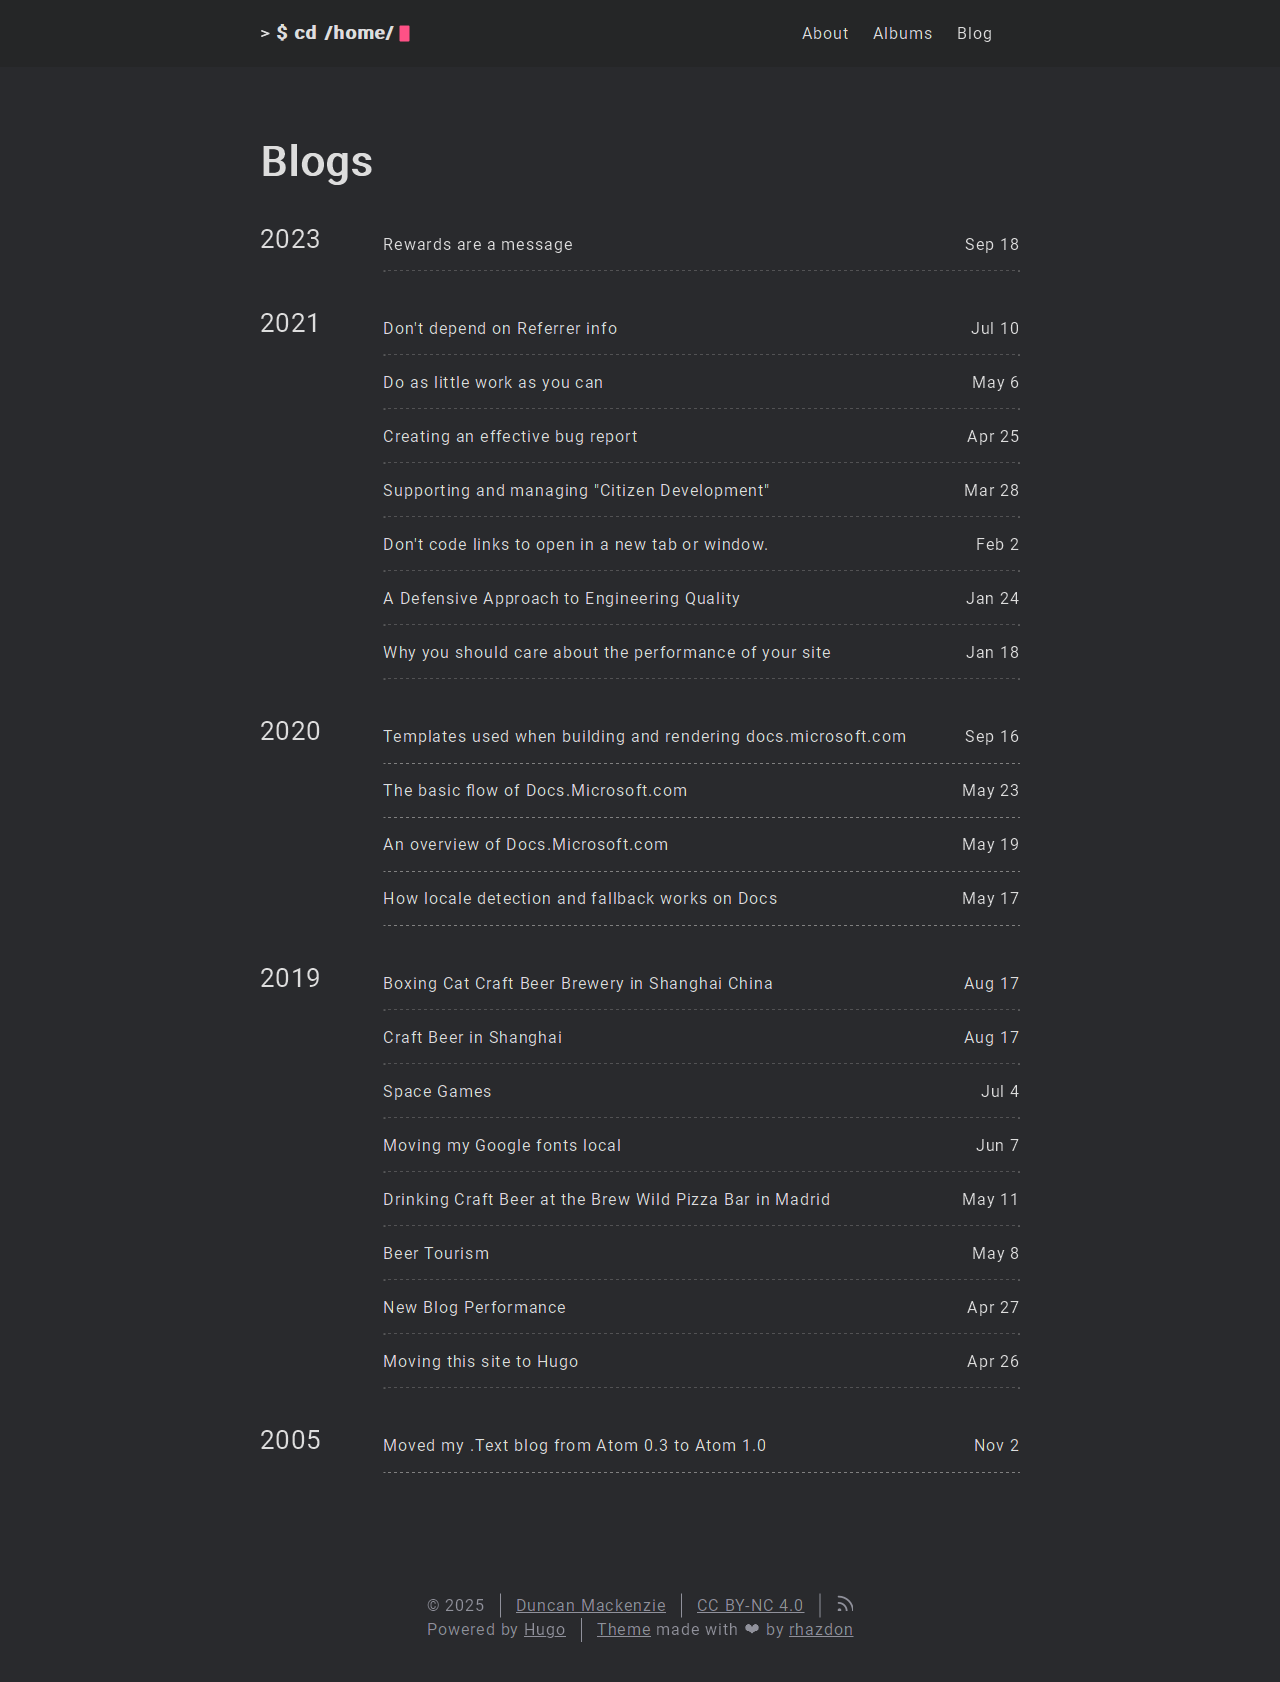 > $ cd /home/
About Albums Blog
Blogs
2023
Rewards are a message Sep 18
2021
Don't depend on Referrer info Jul 10
Do as little work as you can May 6
Creating an effective bug report Apr 25
Supporting and managing "Citizen Development" Mar 28
Don't code links to open in a new tab or window. Feb 2
A Defensive Approach to Engineering Quality Jan 24
Why you should care about the performance of your site Jan 18
2020
Templates used when building and rendering docs.microsoft.com Sep 16
The basic flow of Docs.Microsoft.com May 23
An overview of Docs.Microsoft.com May 19
How locale detection and fallback works on Docs May 17
2019
Boxing Cat Craft Beer Brewery in Shanghai China Aug 17
Craft Beer in Shanghai Aug 17
Space Games Jul 4
Moving my Google fonts local Jun 7
Drinking Craft Beer at the Brew Wild Pizza Bar in Madrid May 11
Beer Tourism May 8
New Blog Performance Apr 27
Moving this site to Hugo Apr 26
2005
Moved my .Text blog from Atom 0.3 to Atom 1.0 Nov 2
© 2025 Duncan Mackenzie CC BY-NC 4.0
Powered by Hugo Theme made with ❤ by rhazdon